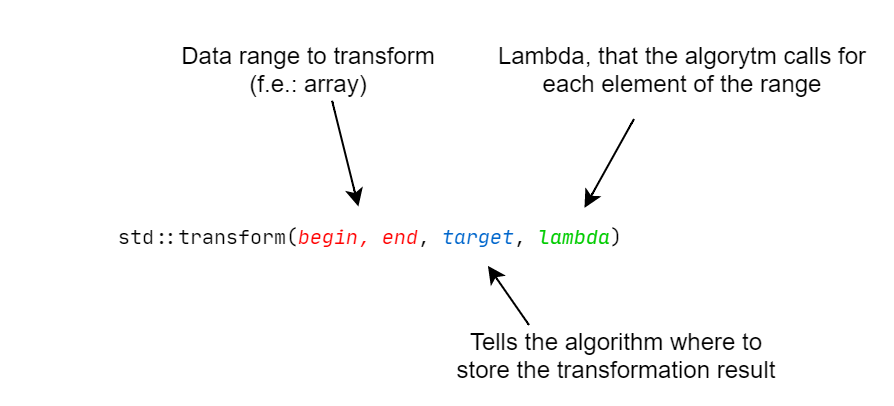 Data range to transform
(f.e.: array)
Lambda, that the algorytm calls for
each element of the range
std::transform(begin, end, target, lambda)
Tells the algorithm where to
store the transformation result